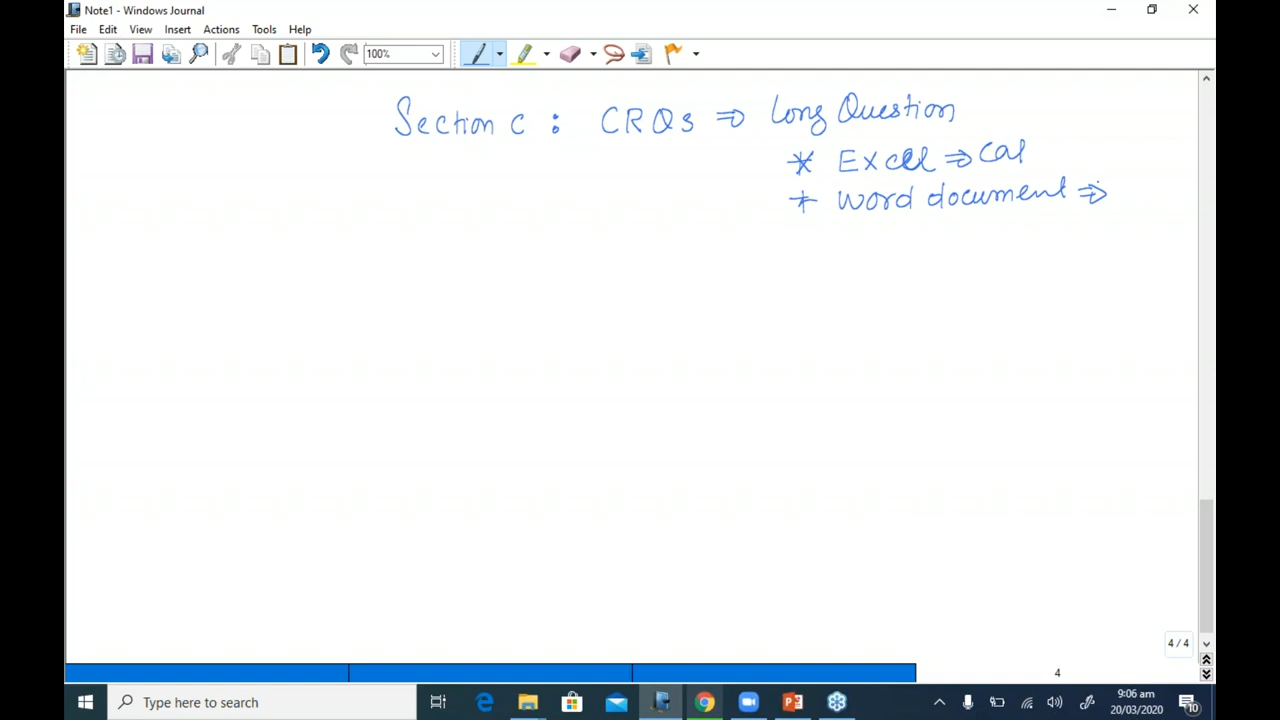 Note1 - Windows Journal
File Edit View Insert Actions Tools Help
100%
Section C : CRQs ⇒ Long Question
* Excel ⇒ Cal
* Word document ⇒
4 / 4
4
Type here to search
9:06 am
20/03/2020
10